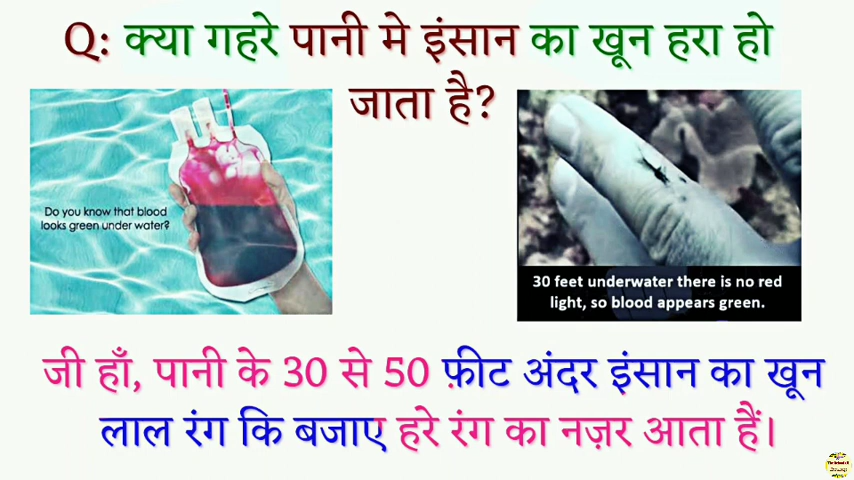 Q: क्या गहरे पानी मे इंसान का खून हरा हो
जाता है?
Do you know that blood
looks green under water?
30 feet underwater there is no red
light, so blood appears green.
जी हाँ, पानी के 30 से 50 फ़ीट अंदर इंसान का खून
लाल रंग कि बजाए हरे रंग का नज़र आता हैं।